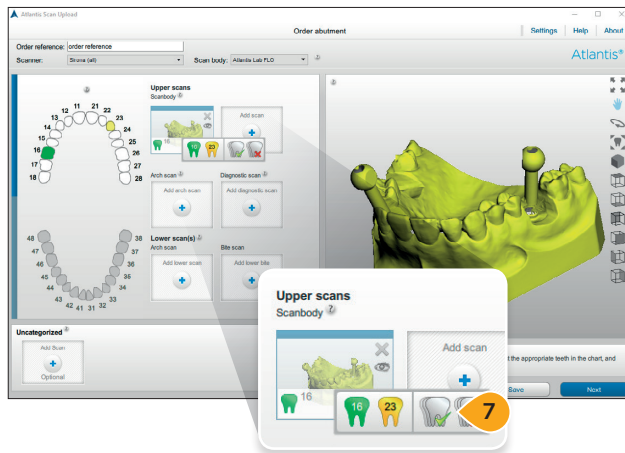 Atlantis Scan Upload
Order abutment
Settings Help About
Order reference: order reference
Scanner: Sirona (all) Scan body: Atlantis Lab FLO
Atlantis®
Upper scans
Scanbody
Add scan
16
16 23
Arch scan Diagnostic scan
Add arch scan Add diagnostic scan
11 21
12 22
13 23
14 24
15 25
16 26
17 27
18 28
48 38
47 37
46 36
45 35
44 34
43 33
42 41 31 32
Lower scan(s)
Arch scan Bite scan
Add lower scan Add lower bite
Uncategorized
Add Scan
Optional
Upper scans
Scanbody
Add scan
16
16 23
7
t the appropriate teeth in the chart, and
Save Next